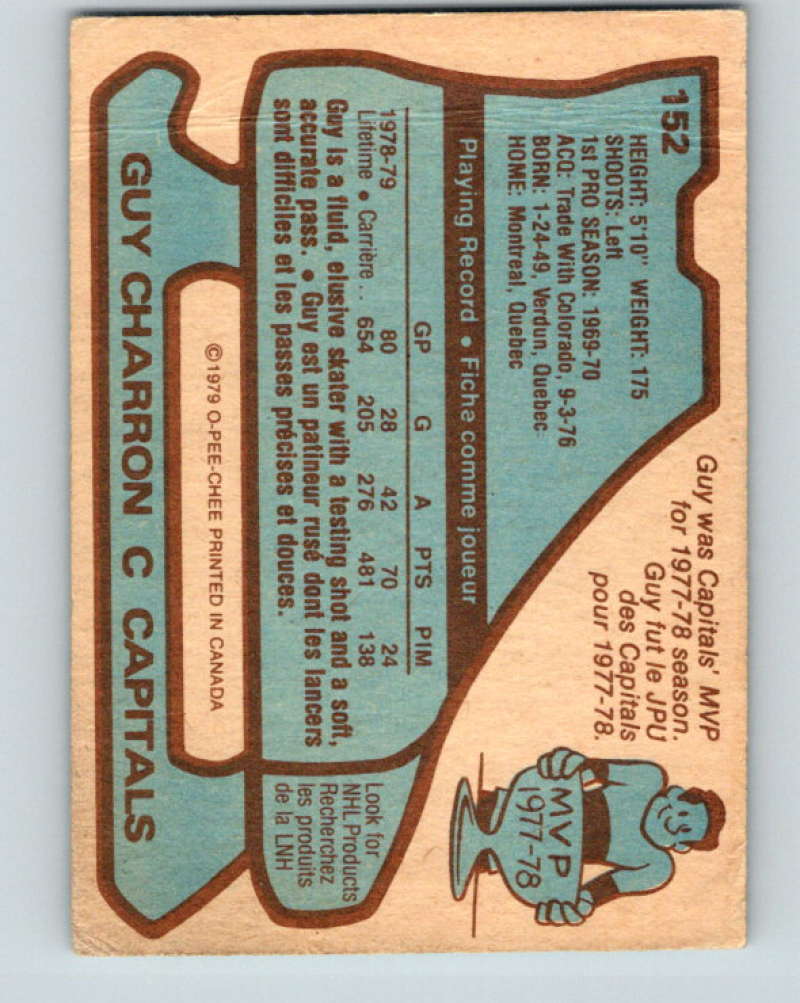 152
HEIGHT: 5'10" WEIGHT: 175
SHOOTS: Left
1st PRO SEASON: 1969-70
ACQ: Trade With Colorado, 9-3-76
BORN: 1-24-49, Verdun, Quebec
HOME: Montreal, Quebec
Guy was Capitals' MVP
for 1977-78 season.
Guy fut le JPU
des Capitals
pour 1977-78.
MVP
1977-78
Playing Record • Fiche comme joueur
GP G A PTS PIM
1978-79 80 28 42 70 24
Lifetime • Carrière.. 654 205 276 481 138
Guy is a fluid, elusive skater with a testing shot and a soft,
accurate pass. • Guy est un patineur rusé dont les lancers
sont difficiles et les passes précises et douces.
Look for
NHL Products
Recherchez
les produits
de la LNH
©1979 O-PEE-CHEE PRINTED IN CANADA
GUY CHARRON C CAPITALS